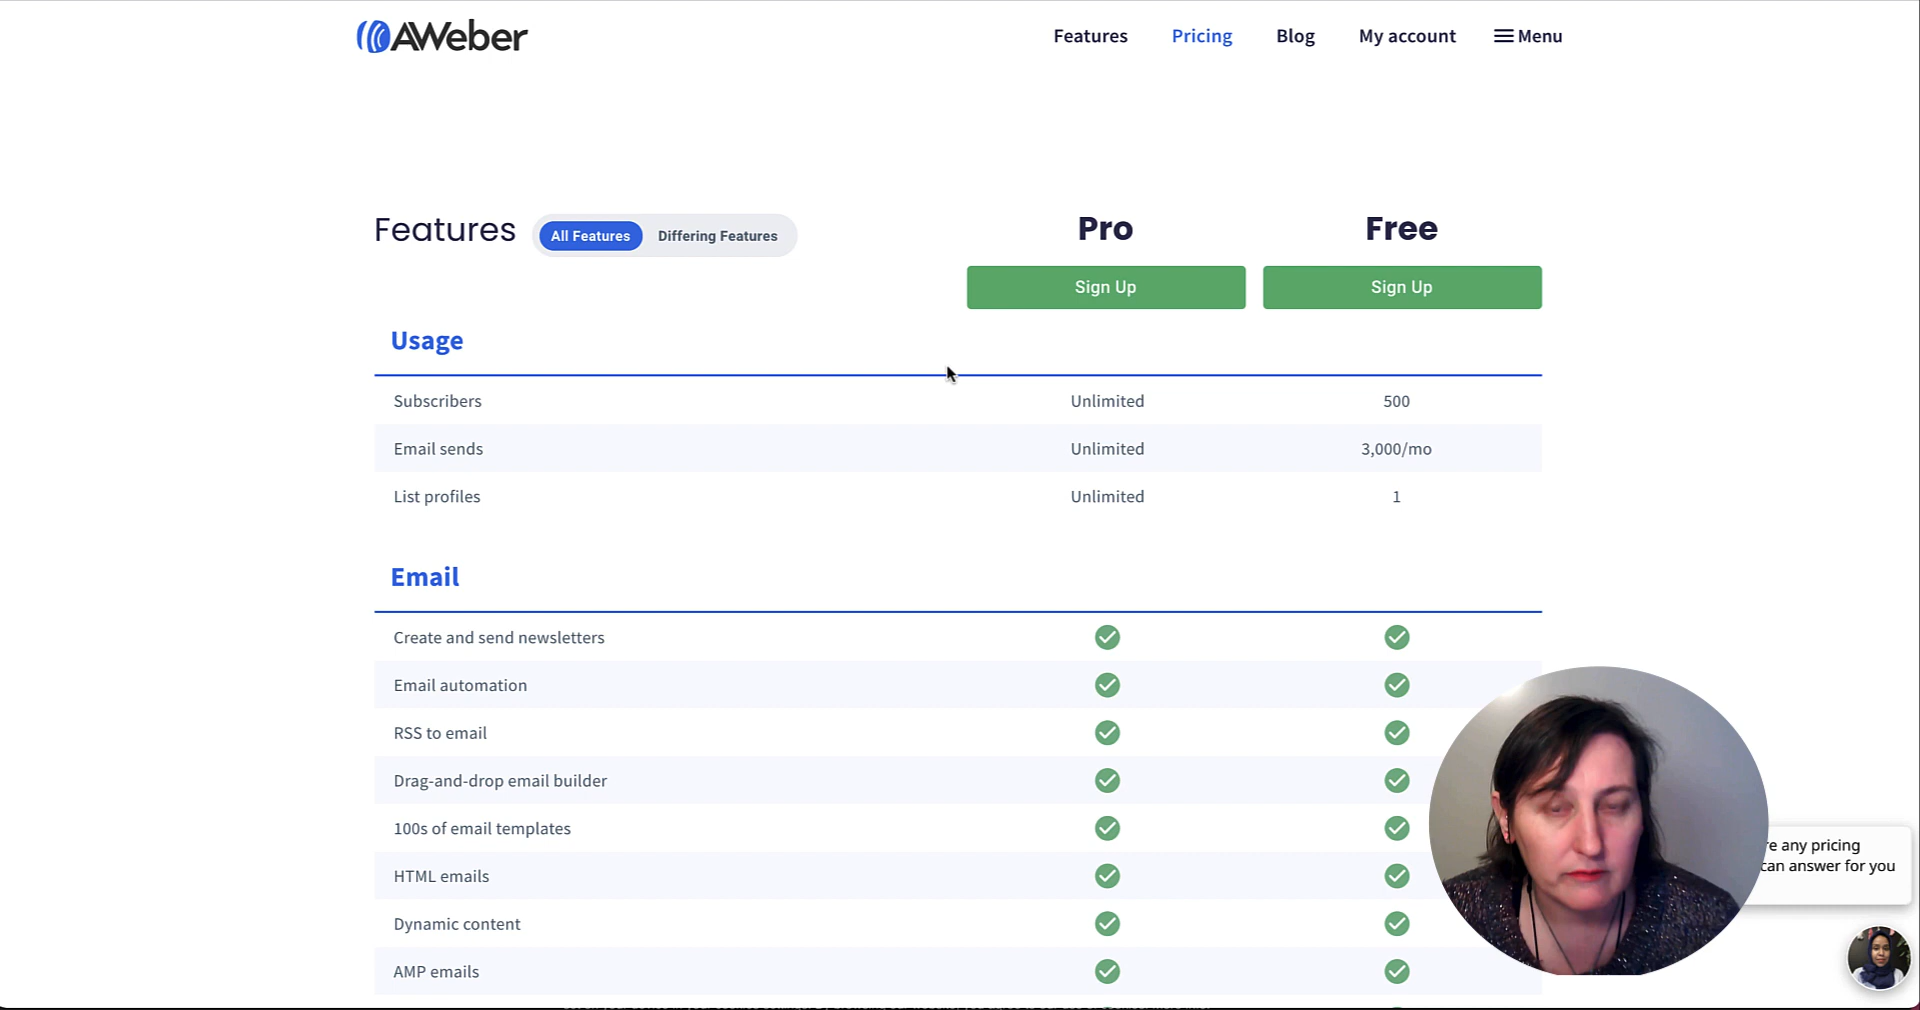 AWeber
Features Pricing Blog My account Menu
Features All Features Differing Features Pro Free
Sign Up Sign Up
Usage
Subscribers Unlimited 500
Email sends Unlimited 3,000/mo
List profiles Unlimited 1
Email
Create and send newsletters
Email automation
RSS to email
Drag-and-drop email builder
100s of email templates
HTML emails
Dynamic content
AMP emails
any pricing
can answer for you